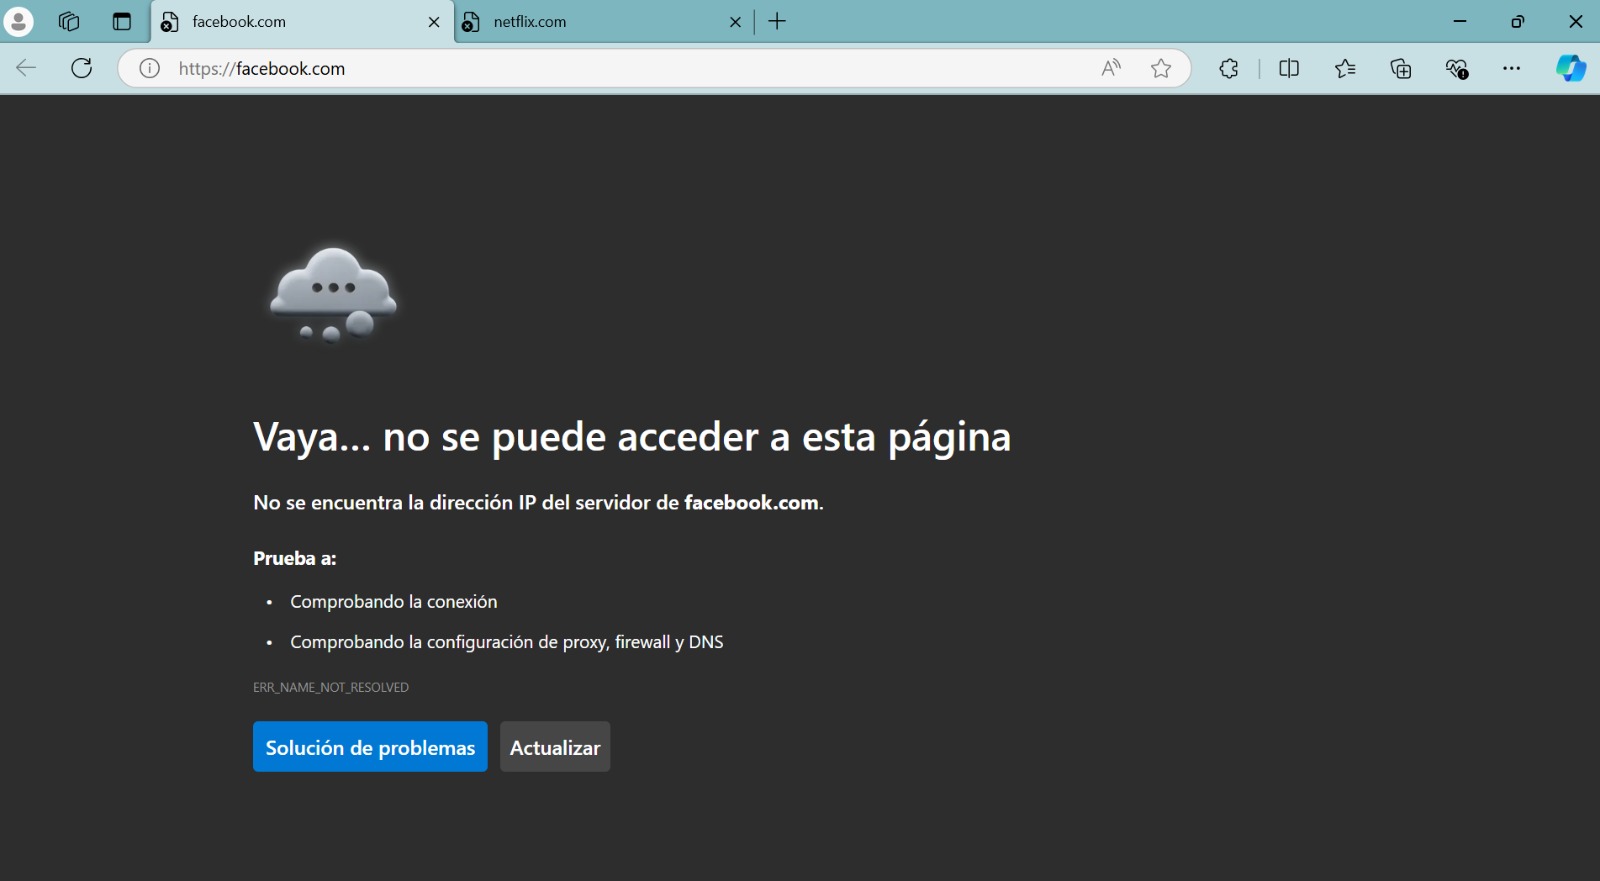 facebook.com
netflix.com
https://facebook.com
Vaya... no se puede acceder a esta página
No se encuentra la dirección IP del servidor de facebook.com.
Prueba a:
• Comprobando la conexión
• Comprobando la configuración de proxy, firewall y DNS
ERR_NAME_NOT_RESOLVED
Solución de problemas
Actualizar